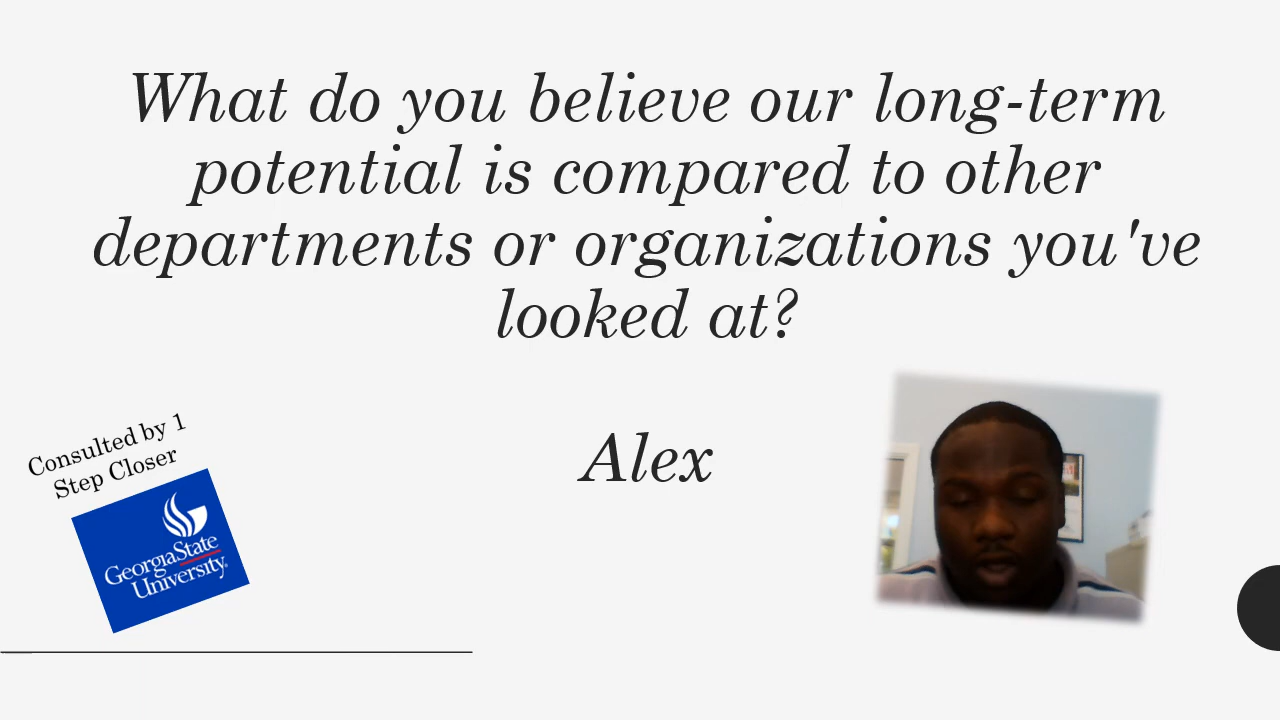 What do you believe our long-term
potential is compared to other
departments or organizations you've
looked at?
Alex
Consulted by 1
Step Closer
GeorgiaState
University